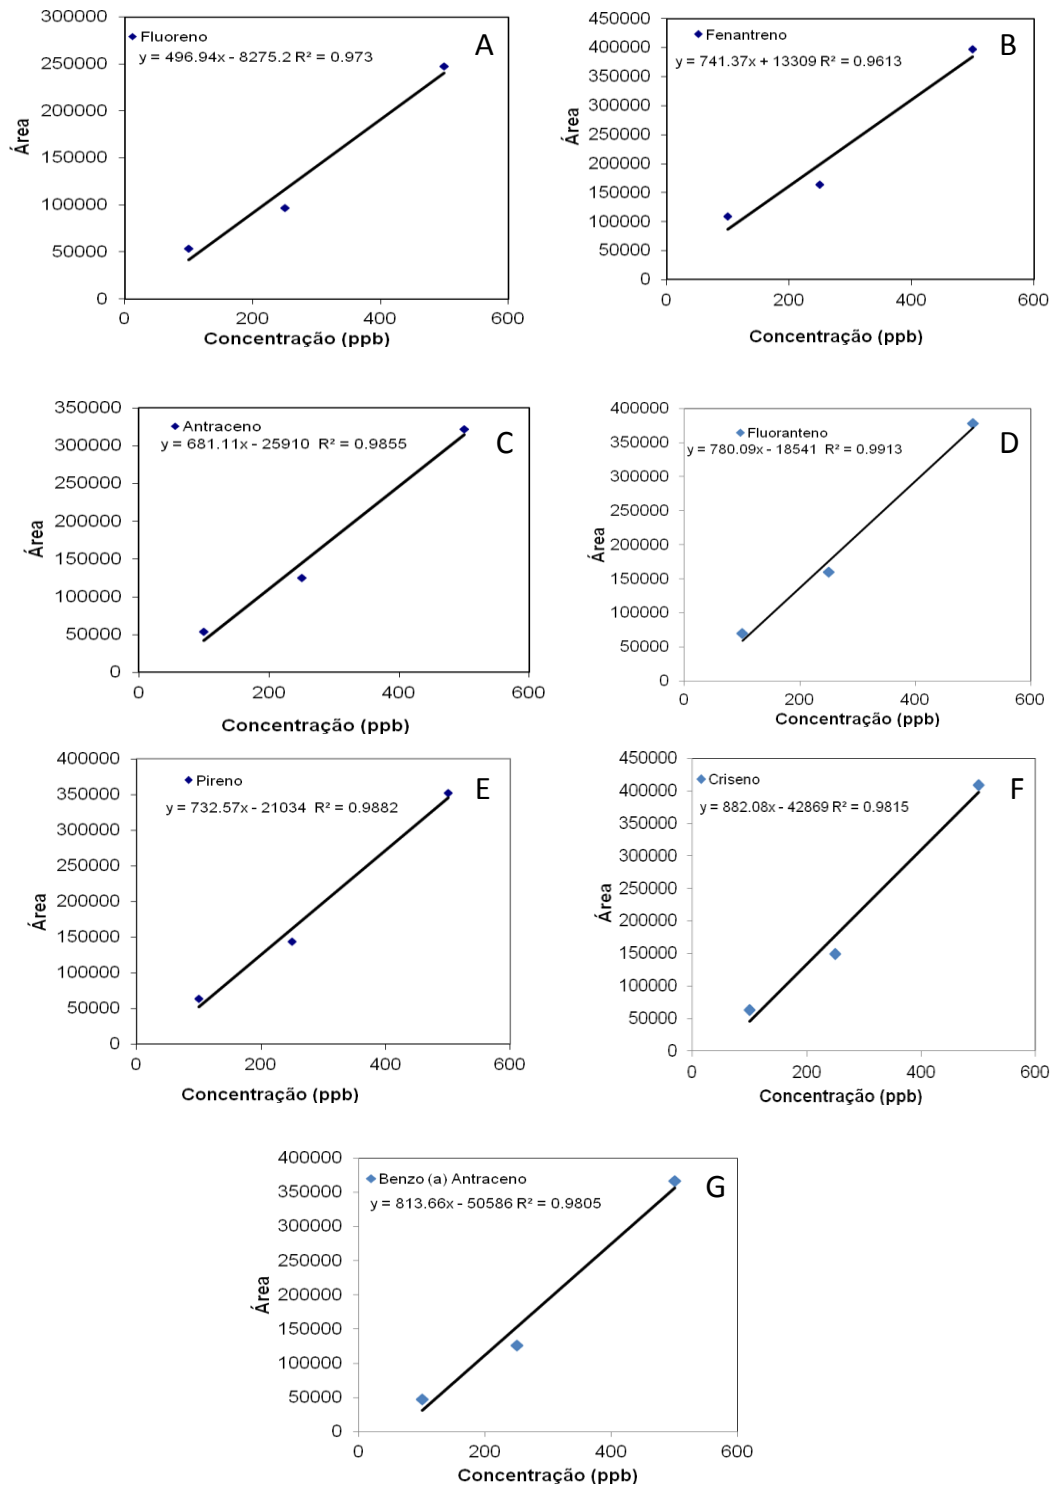 300000
250000
200000
150000
100000
50000
0
Área
Fluoreno
y = 496.94x - 8275.2 R² = 0.973
A
0 200 400 600
Concentração (ppb)
450000
400000
350000
300000
250000
200000
150000
100000
50000
0
Área
Fenantreno
y = 741.37x + 13309 R² = 0.9613
B
0 200 400 600
Concentração (ppb)
350000
300000
250000
200000
150000
100000
50000
0
Área
Antraceno
y = 681.11x - 25910 R² = 0.9855
C
0 200 400 600
Concentração (ppb)
400000
350000
300000
250000
200000
150000
100000
50000
0
Área
Fluoranteno
y = 780.09x - 18541 R² = 0.9913
D
0 200 400 600
Concentração (ppb)
400000
350000
300000
250000
200000
150000
100000
50000
0
Área
Pireno
y = 732.57x - 21034 R² = 0.9882
E
0 200 400 600
Concentração (ppb)
450000
400000
350000
300000
250000
200000
150000
100000
50000
0
Área
Criseno
y = 882.08x - 42869 R² = 0.9815
F
0 200 400 600
Concentração (ppb)
400000
350000
300000
250000
200000
150000
100000
50000
0
Área
Benzo (a) Antraceno
y = 813.66x - 50586 R² = 0.9805
G
0 200 400 600
Concentração (ppb)